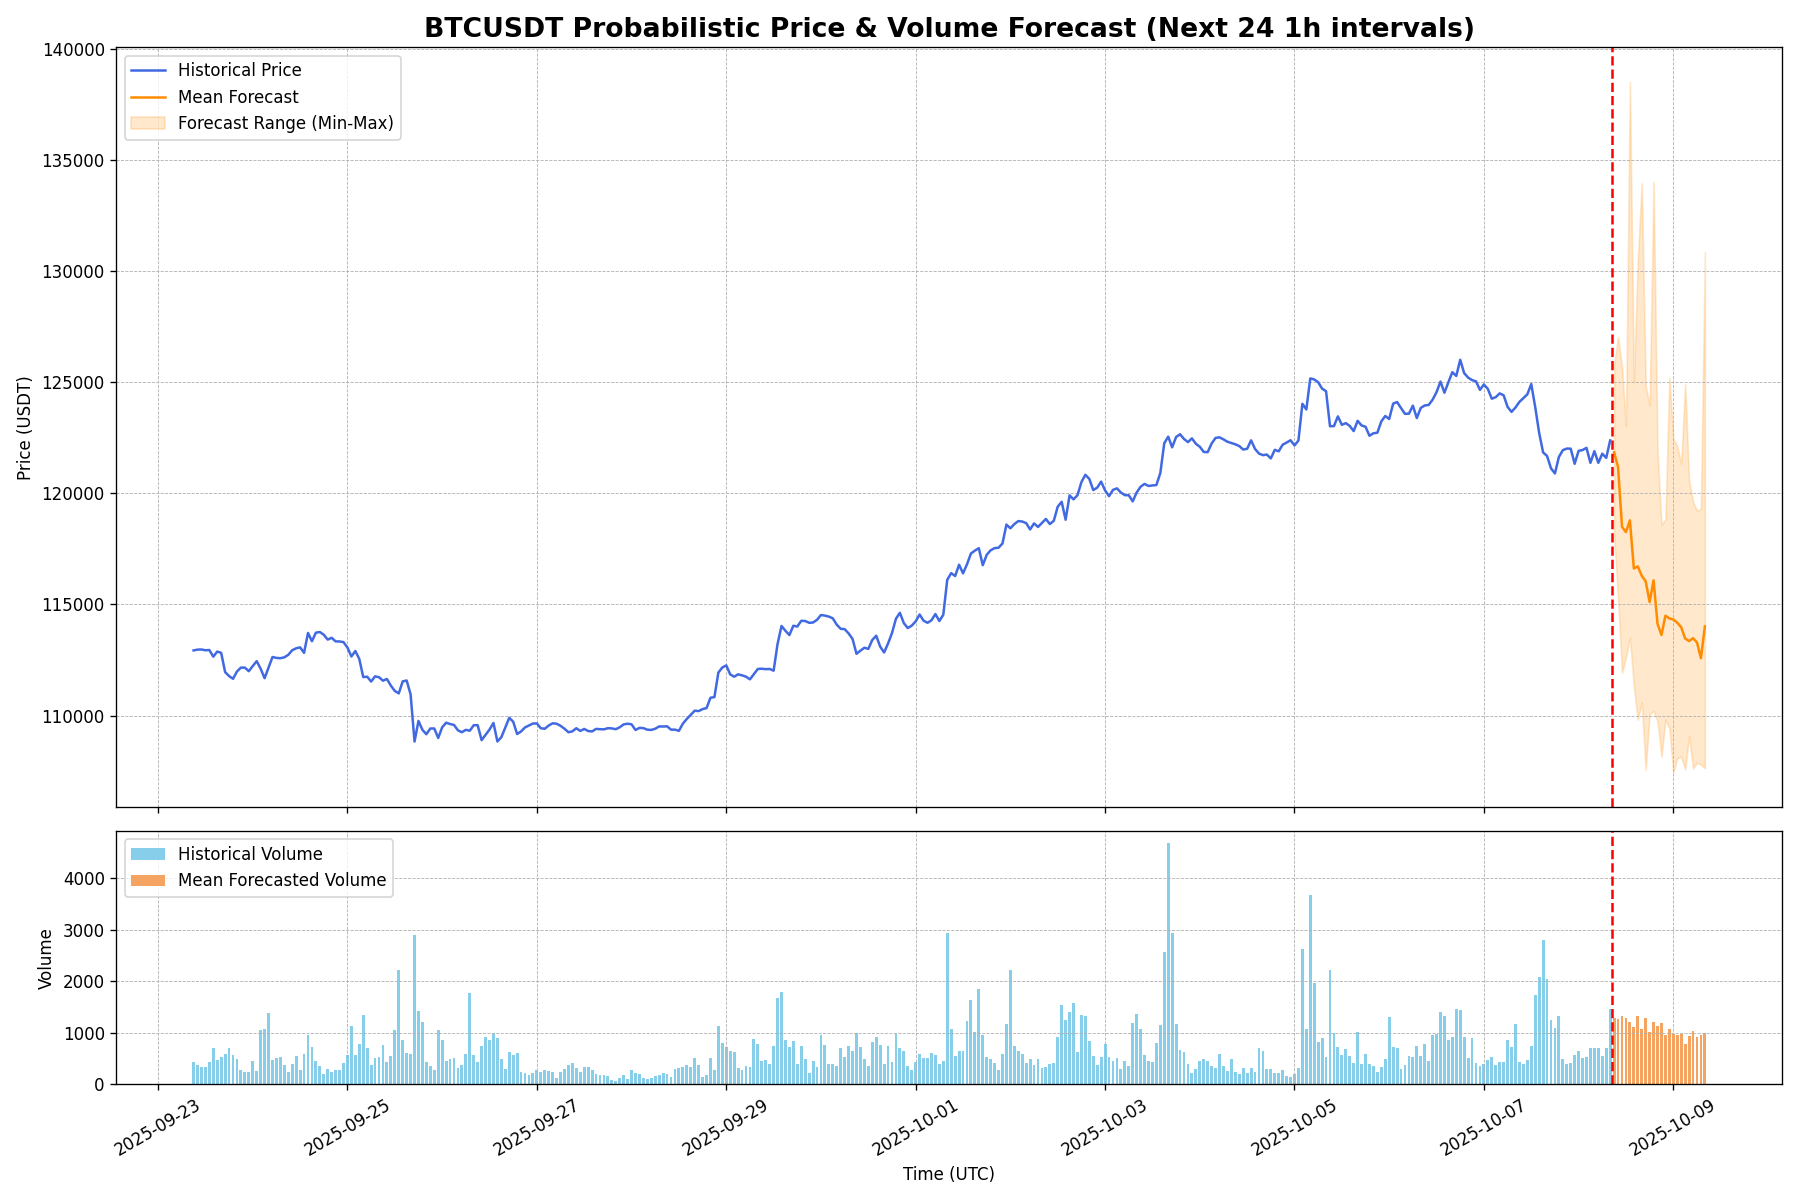 BTCUSDT Probabilistic Price & Volume Forecast (Next 24 1h intervals)
Historical Price
Mean Forecast
Forecast Range (Min-Max)
Price (USDT)
140000
135000
130000
125000
120000
115000
110000
Historical Volume
Mean Forecasted Volume
Volume
4000
3000
2000
1000
0
2025-09-23
2025-09-25
2025-09-27
2025-09-29
2025-10-01
2025-10-03
2025-10-05
2025-10-07
2025-10-09
Time (UTC)